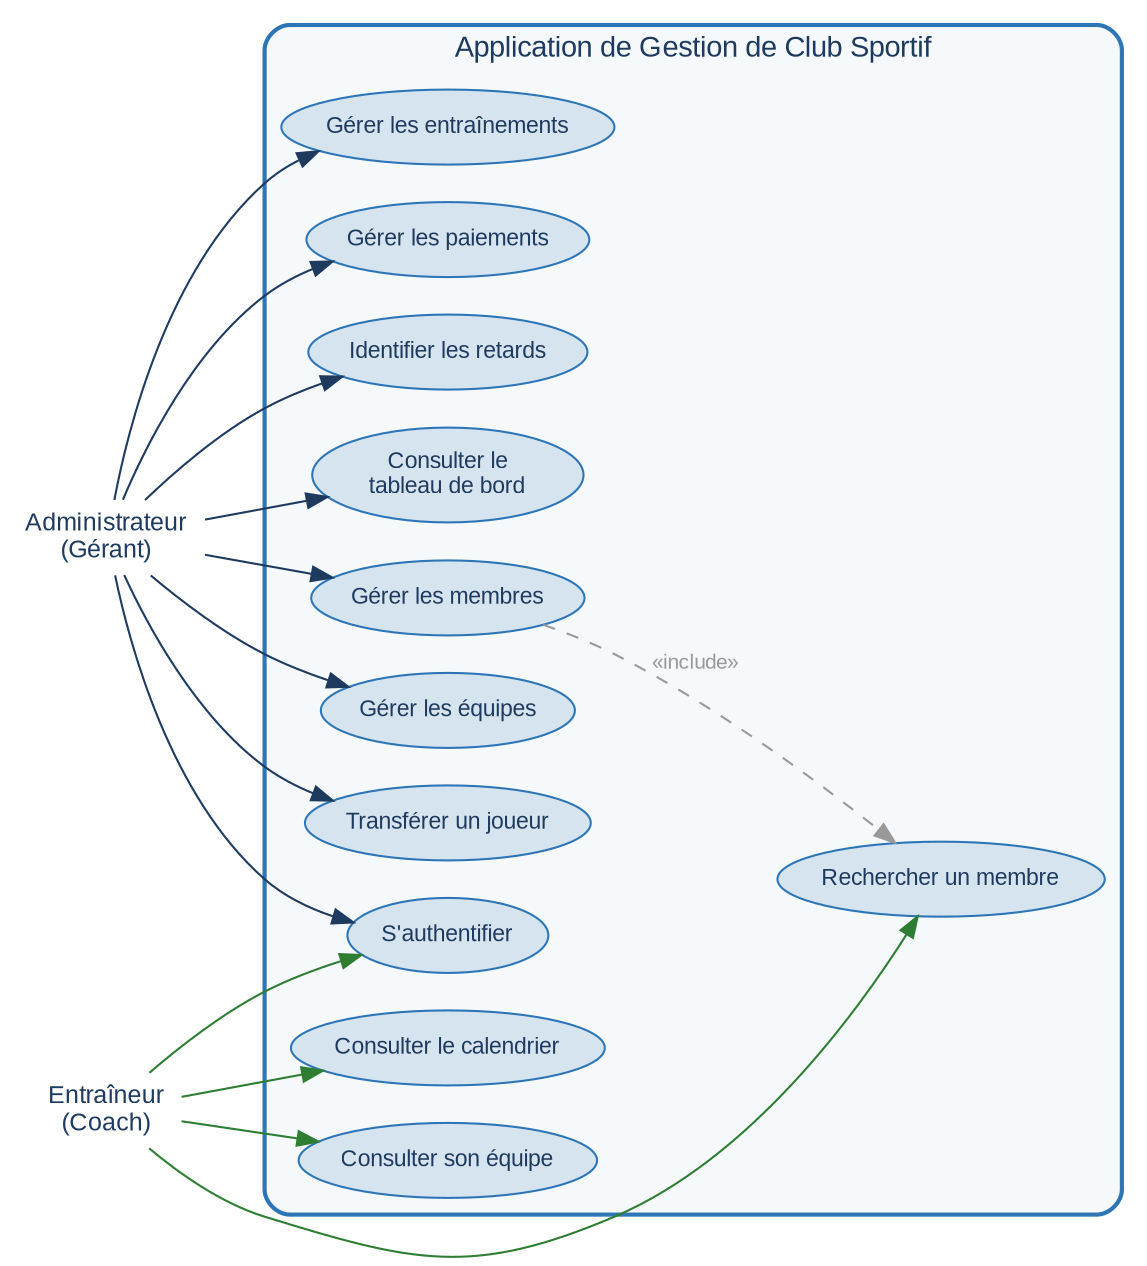 Application de Gestion de Club Sportif
Gérer les entraînements
Gérer les paiements
Identifier les retards
Consulter le
tableau de bord
Administrateur
(Gérant)
Gérer les membres
«include»
Gérer les équipes
Transférer un joueur
Rechercher un membre
S'authentifier
Consulter le calendrier
Entraîneur
(Coach)
Consulter son équipe